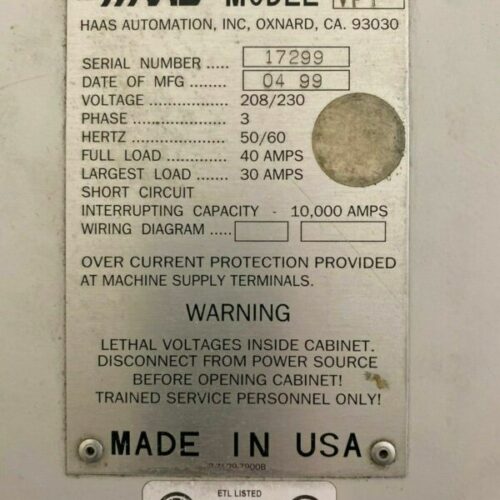 HAAS MODEL
HAAS AUTOMATION, INC, OXNARD, CA. 93030
SERIAL NUMBER .. 17299
DATE OF MFG ...... 04 99
VOLTAGE ............... 208/230
PHASE ................... 3
HERTZ ................... 50/60
FULL LOAD ............. 40 AMPS
LARGEST LOAD ....... 30 AMPS
SHORT CIRCUIT
INTERRUPTING CAPACITY - 10,000 AMPS
WIRING DIAGRAM .....
OVER CURRENT PROTECTION PROVIDED
AT MACHINE SUPPLY TERMINALS.
WARNING
LETHAL VOLTAGES INSIDE CABINET.
DISCONNECT FROM POWER SOURCE
BEFORE OPENING CABINET!
TRAINED SERVICE PERSONNEL ONLY!
MADE IN USA
ETL LISTED